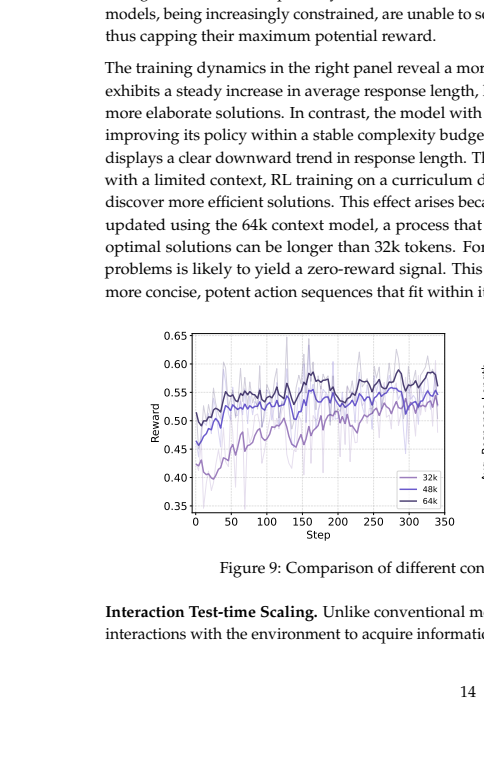 models, being increasingly constrained, are unable to s
thus capping their maximum potential reward.
The training dynamics in the right panel reveal a mor
exhibits a steady increase in average response length,
more elaborate solutions. In contrast, the model with
improving its policy within a stable complexity budge
displays a clear downward trend in response length. Th
with a limited context, RL training on a curriculum d
discover more efficient solutions. This effect arises beca
updated using the 64k context model, a process that
optimal solutions can be longer than 32k tokens. For
problems is likely to yield a zero-reward signal. This
more concise, potent action sequences that fit within it
0.65
0.60
0.55
0.50
0.45
0.40
0.35
Reward
0 50 100 150 200 250 300 350
Step
32k
48k
64k
Figure 9: Comparison of different con
Interaction Test-time Scaling. Unlike conventional m
interactions with the environment to acquire informatio
14